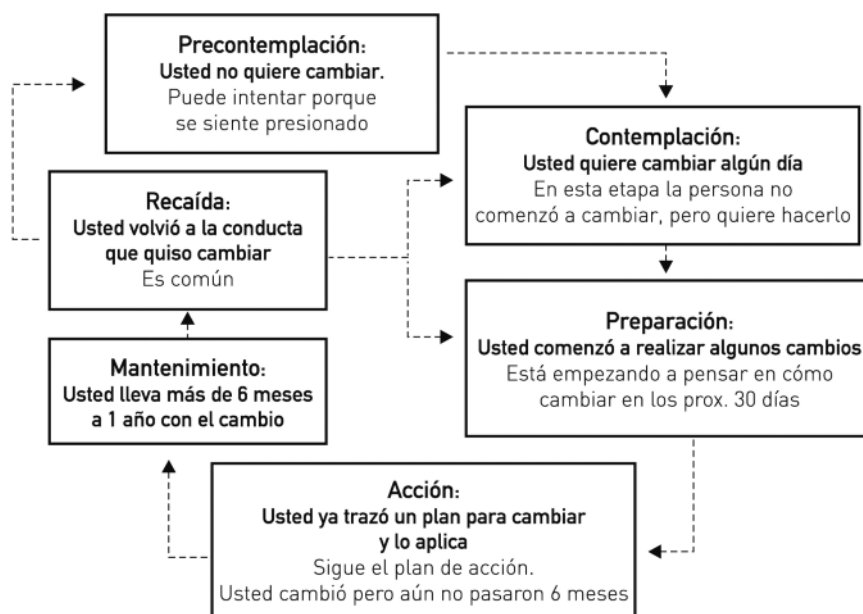 Precontemplación:
Usted no quiere cambiar.
Puede intentar porque
se siente presionado
Contemplación:
Usted quiere cambiar algún día
En esta etapa la persona no
comenzó a cambiar, pero quiere hacerlo
Recaída:
Usted volvió a la conducta
que quiso cambiar
Es común
Preparación:
Usted comenzó a realizar algunos cambios
Está empezando a pensar en cómo
cambiar en los prox. 30 días
Mantenimiento:
Usted lleva más de 6 meses
a 1 año con el cambio
Acción:
Usted ya trazó un plan para cambiar
y lo aplica
Sigue el plan de acción.
Usted cambió pero aún no pasaron 6 meses